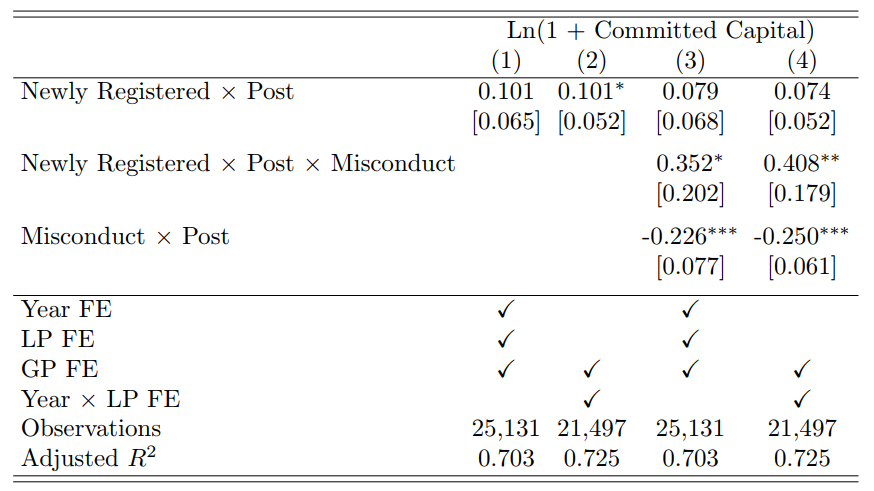 Ln(1 + Committed Capital)
(1) (2) (3) (4)
Newly Registered × Post 0.101 0.101* 0.079 0.074
[0.065] [0.052] [0.068] [0.052]
Newly Registered × Post × Misconduct 0.352* 0.408**
[0.202] [0.179]
Misconduct × Post -0.226*** -0.250***
[0.077] [0.061]
Year FE ✓ ✓
LP FE ✓ ✓
GP FE ✓ ✓ ✓ ✓
Year × LP FE ✓ ✓
Observations 25,131 21,497 25,131 21,497
Adjusted R² 0.703 0.725 0.703 0.725